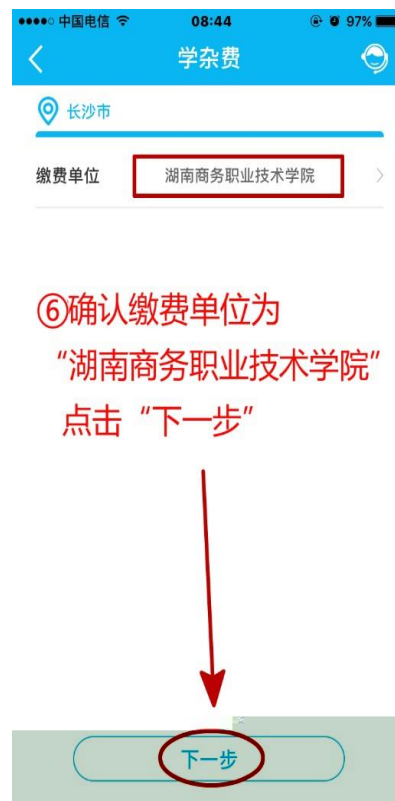 中国电信 08:44 97%
学杂费
长沙市
缴费单位 湖南商务职业技术学院
⑥确认缴费单位为
“湖南商务职业技术学院”
点击“下一步”
下一步